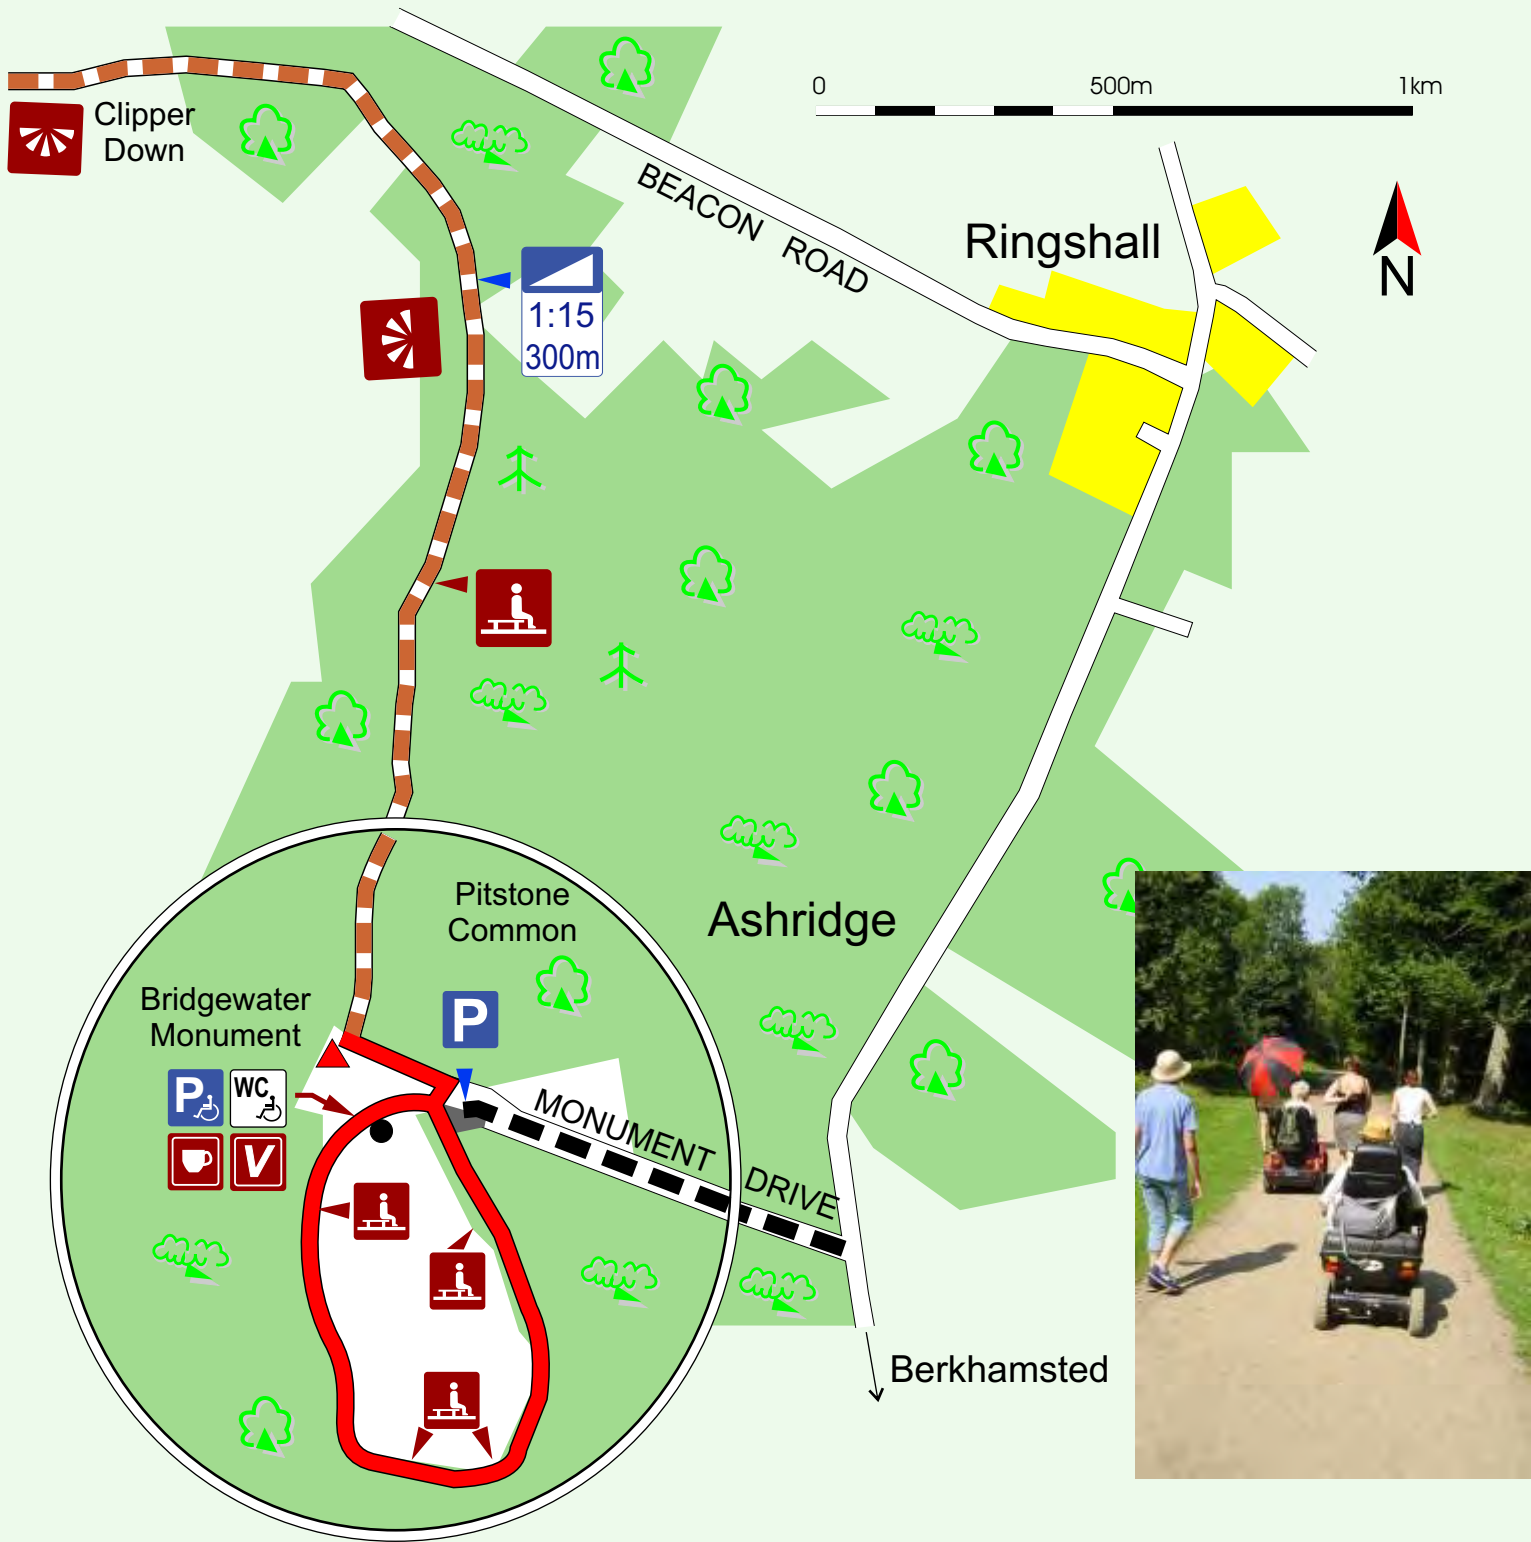 0 500m 1km
Clipper
Down
BEACON ROAD
Ringshall
N
1:15
300m
Pitstone
Common
Ashridge
Bridgewater
Monument
P
P
WC
V
MONUMENT DRIVE
Berkhamsted